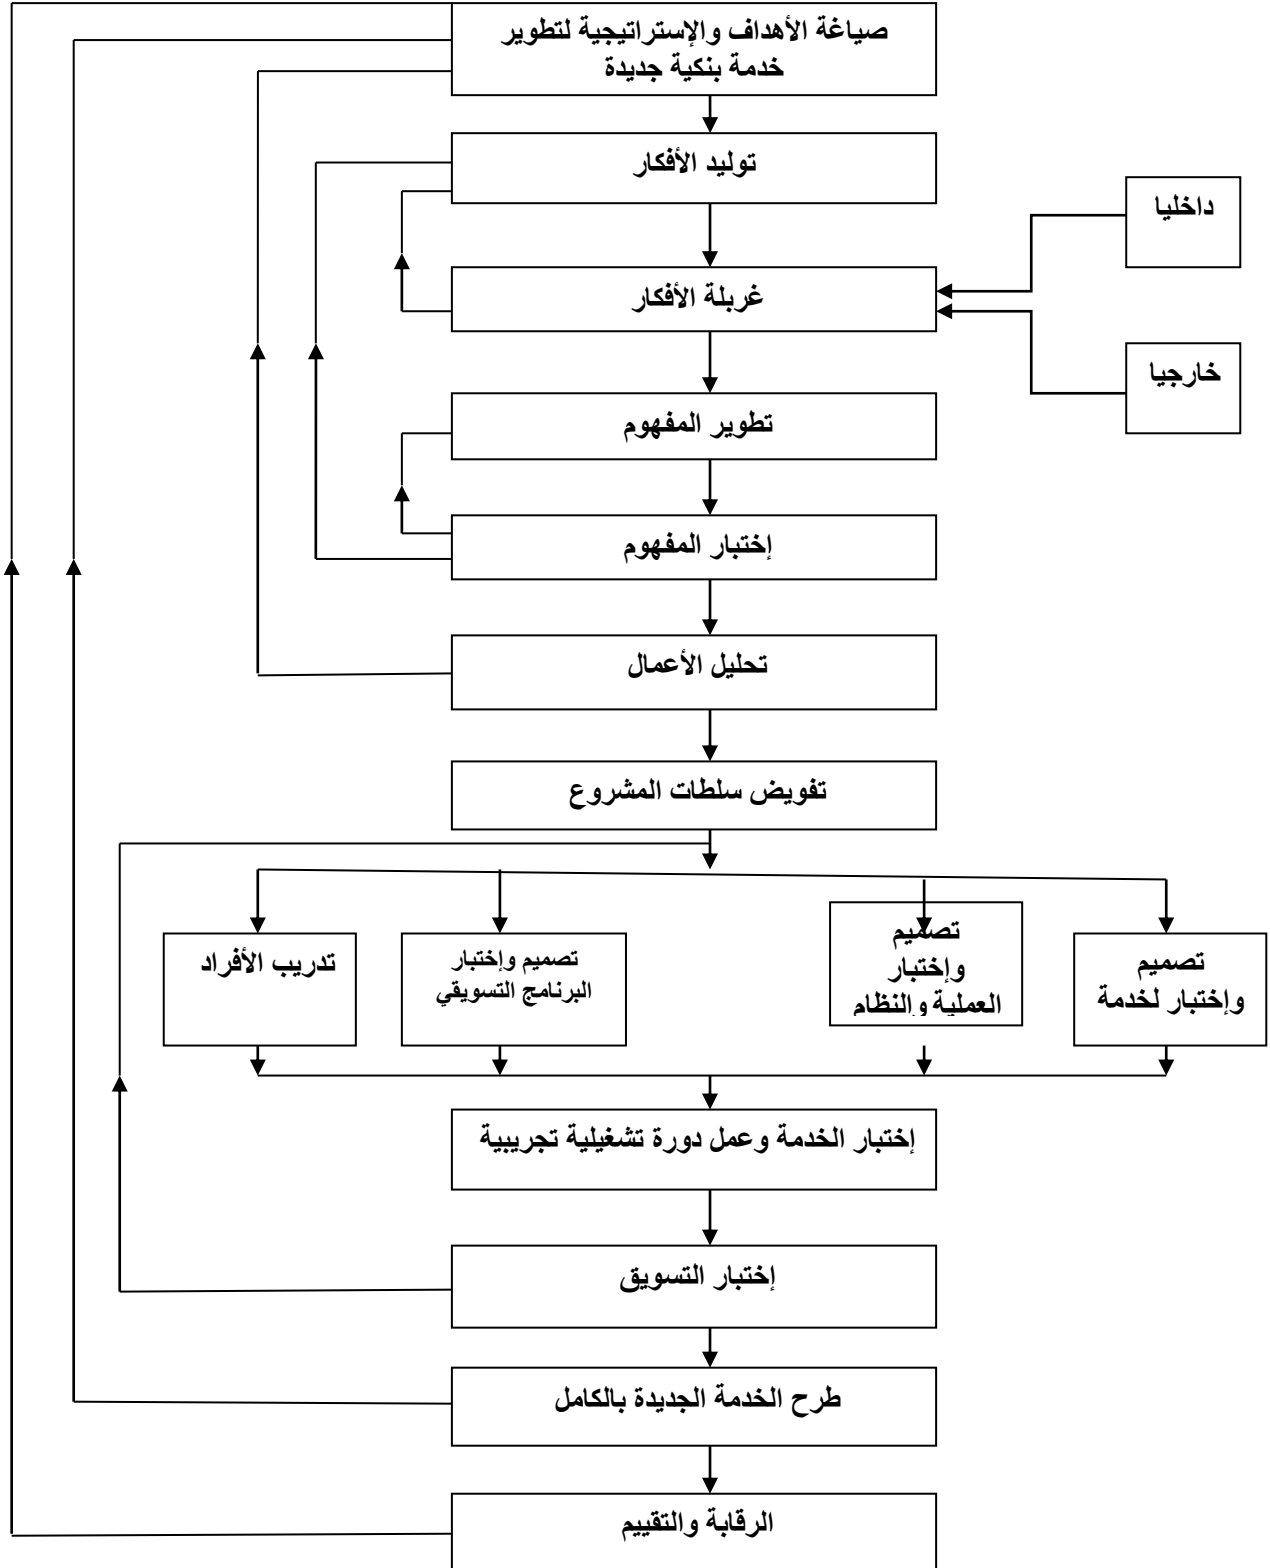 صياغة الأهداف والإستراتيجية لتطوير
خدمة بنكية جديدة
توليد الأفكار
داخليا
غربلة الأفكار
خارجيا
تطوير المفهوم
إختبار المفهوم
تحليل الأعمال
تفويض سلطات المشروع
تصميم
وإختبار لخدمة
تصميم
وإختبار
العملية والنظام
تصميم وإختبار
البرنامج التسويقي
تدريب الأفراد
إختبار الخدمة وعمل دورة تشغيلية تجريبية
إختبار التسويق
طرح الخدمة الجديدة بالكامل
الرقابة والتقييم